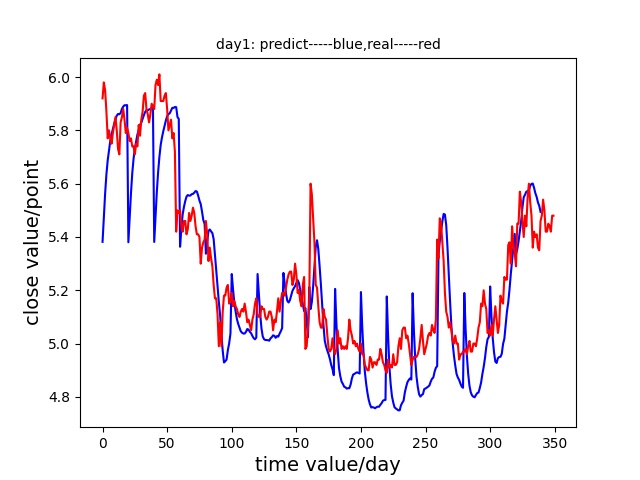 day1: predict-----blue,real-----red
6.0
5.8
5.6
5.4
5.2
5.0
4.8
close value/point
0 50 100 150 200 250 300 350
time value/day